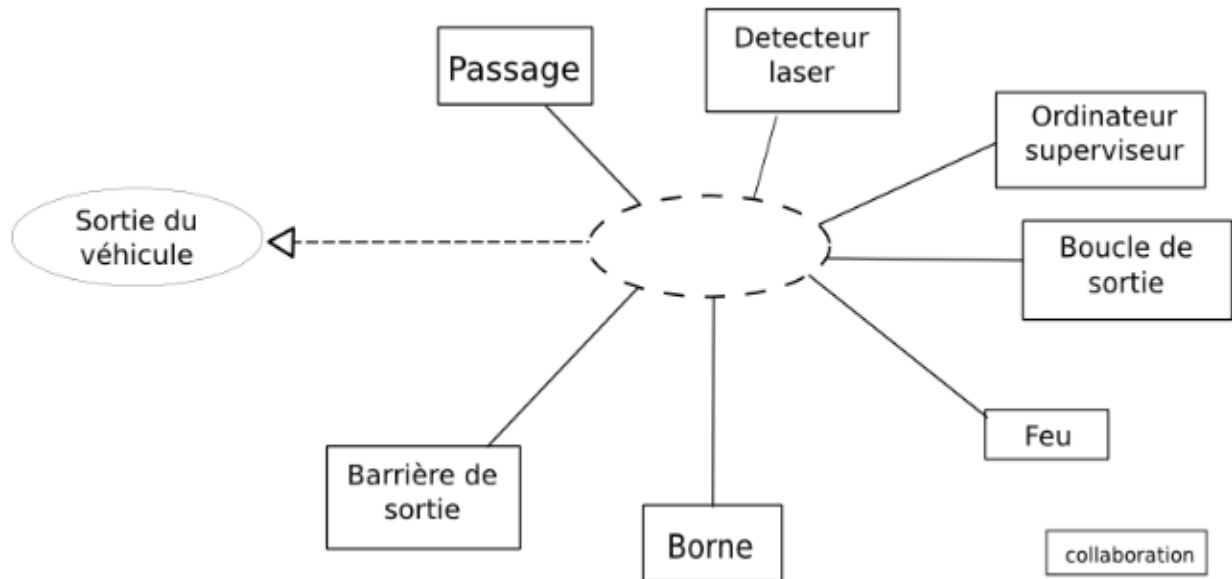 Passage
Detecteur
laser
Ordinateur
superviseur
Sortie du
véhicule
Boucle de
sortie
Feu
Barrière de
sortie
Borne
collaboration